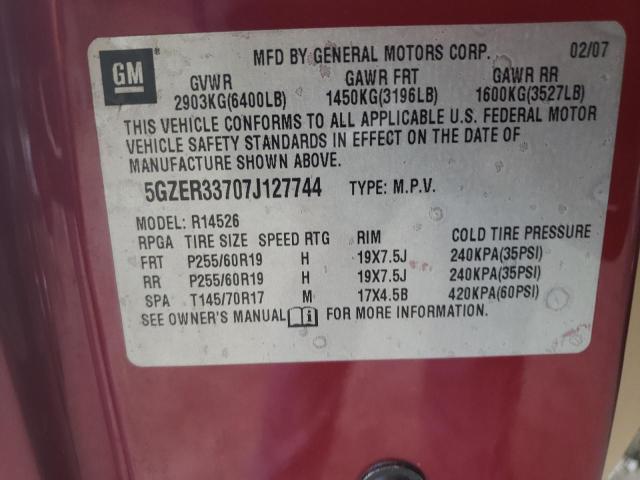 GM
MFD BY GENERAL MOTORS CORP. 02/07
GVWR GAWR FRT GAWR RR
2903KG(6400LB) 1450KG(3196LB) 1600KG(3527LB)
THIS VEHICLE CONFORMS TO ALL APPLICABLE U.S. FEDERAL MOTOR
VEHICLE SAFETY STANDARDS IN EFFECT ON THE DATE OF
MANUFACTURE SHOWN ABOVE.
5GZER33707J127744 TYPE: M.P.V.
MODEL: R14526
RPGA TIRE SIZE SPEED RTG RIM COLD TIRE PRESSURE
FRT P255/60R19 H 19X7.5J 240KPA(35PSI)
RR P255/60R19 H 19X7.5J 240KPA(35PSI)
SPA T145/70R17 M 17X4.5B 420KPA(60PSI)
SEE OWNER'S MANUAL i FOR MORE INFORMATION.